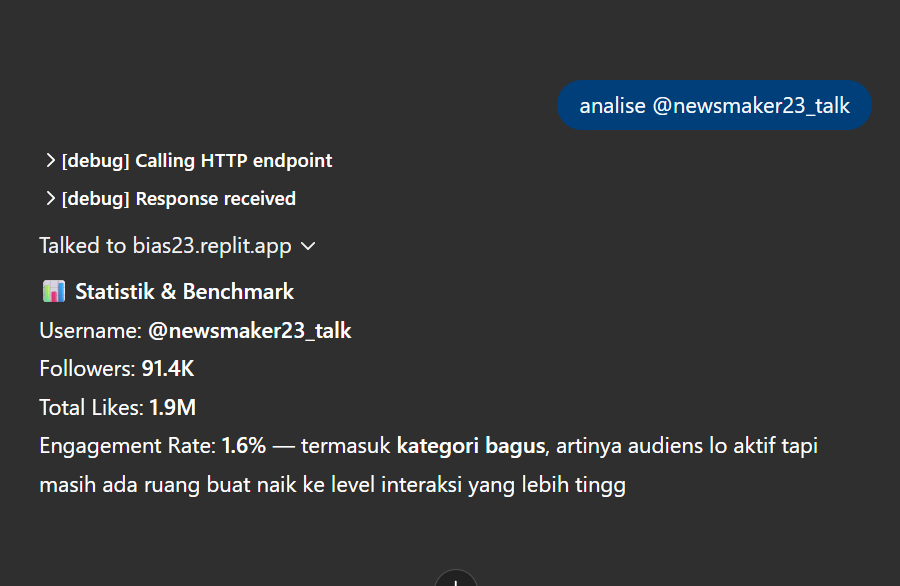 analise @newsmaker23_talk
[debug] Calling HTTP endpoint
[debug] Response received
Talked to bias23.replit.app
📊 Statistik & Benchmark
Username: @newsmaker23_talk
Followers: 91.4K
Total Likes: 1.9M
Engagement Rate: 1.6% — termasuk kategori bagus, artinya audiens lo aktif tapi
masih ada ruang buat naik ke level interaksi yang lebih tingg